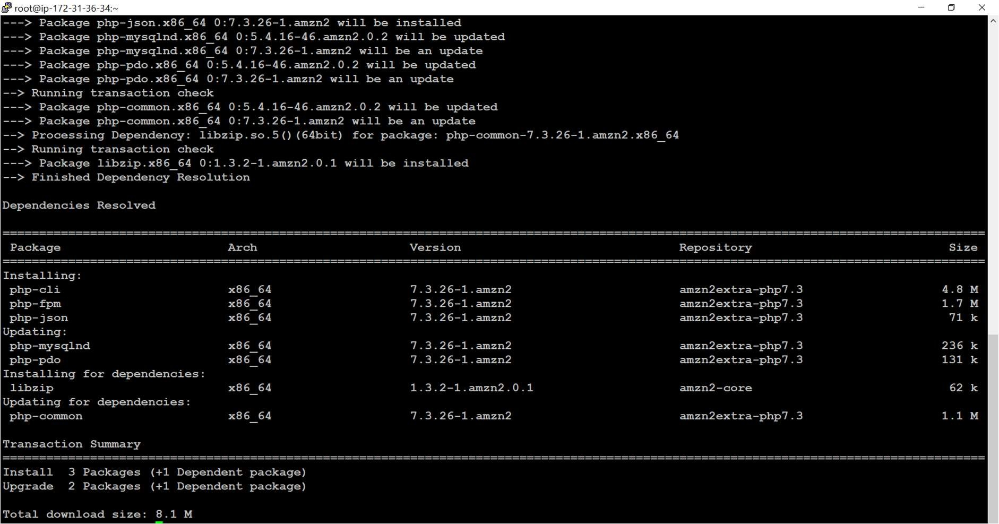 root@ip-172-31-36-34:~
---> Package php-json.x86_64 0:7.3.26-1.amzn2 will be installed
---> Package php-mysqlnd.x86_64 0:5.4.16-46.amzn2.0.2 will be updated
---> Package php-mysqlnd.x86_64 0:7.3.26-1.amzn2 will be an update
---> Package php-pdo.x86_64 0:5.4.16-46.amzn2.0.2 will be updated
---> Package php-pdo.x86_64 0:7.3.26-1.amzn2 will be an update
--> Running transaction check
---> Package php-common.x86_64 0:5.4.16-46.amzn2.0.2 will be updated
---> Package php-common.x86_64 0:7.3.26-1.amzn2 will be an update
--> Processing Dependency: libzip.so.5()(64bit) for package: php-common-7.3.26-1.amzn2.x86_64
--> Running transaction check
---> Package libzip.x86_64 0:1.3.2-1.amzn2.0.1 will be installed
--> Finished Dependency Resolution
Dependencies Resolved
Package Arch Version Repository Size
Installing:
php-cli x86_64 7.3.26-1.amzn2 amzn2extra-php7.3 4.8 M
php-fpm x86_64 7.3.26-1.amzn2 amzn2extra-php7.3 1.7 M
php-json x86_64 7.3.26-1.amzn2 amzn2extra-php7.3 71 k
Updating:
php-mysqlnd x86_64 7.3.26-1.amzn2 amzn2extra-php7.3 236 k
php-pdo x86_64 7.3.26-1.amzn2 amzn2extra-php7.3 131 k
Installing for dependencies:
libzip x86_64 1.3.2-1.amzn2.0.1 amzn2-core 62 k
Updating for dependencies:
php-common x86_64 7.3.26-1.amzn2 amzn2extra-php7.3 1.1 M
Transaction Summary
Install 3 Packages (+1 Dependent package)
Upgrade 2 Packages (+1 Dependent package)
Total download size: 8.1 M